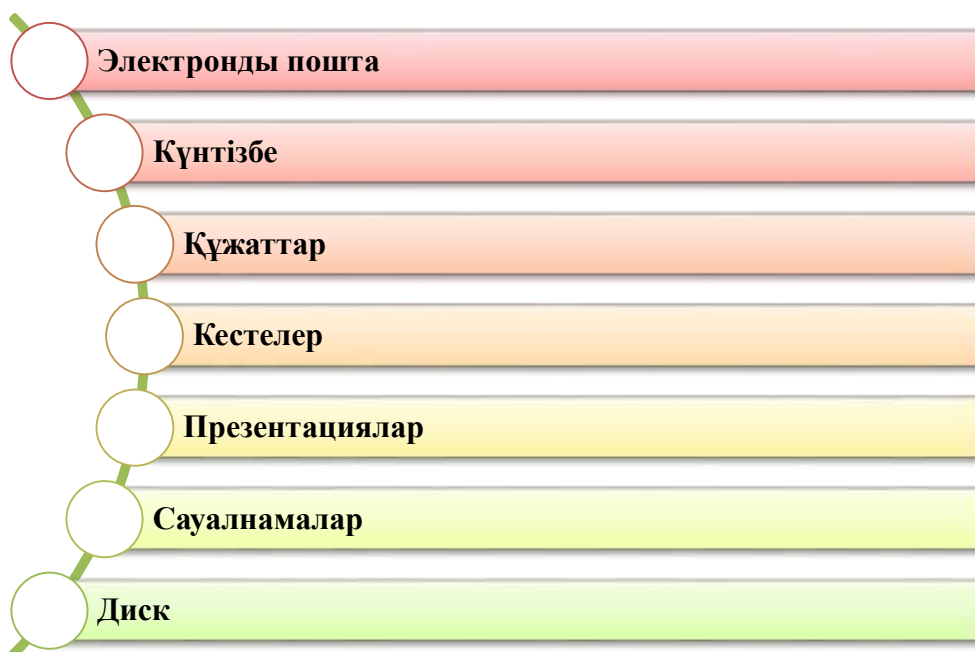 Электронды пошта
Күнтізбе
Құжаттар
Кестелер
Презентациялар
Сауалнамалар
Диск